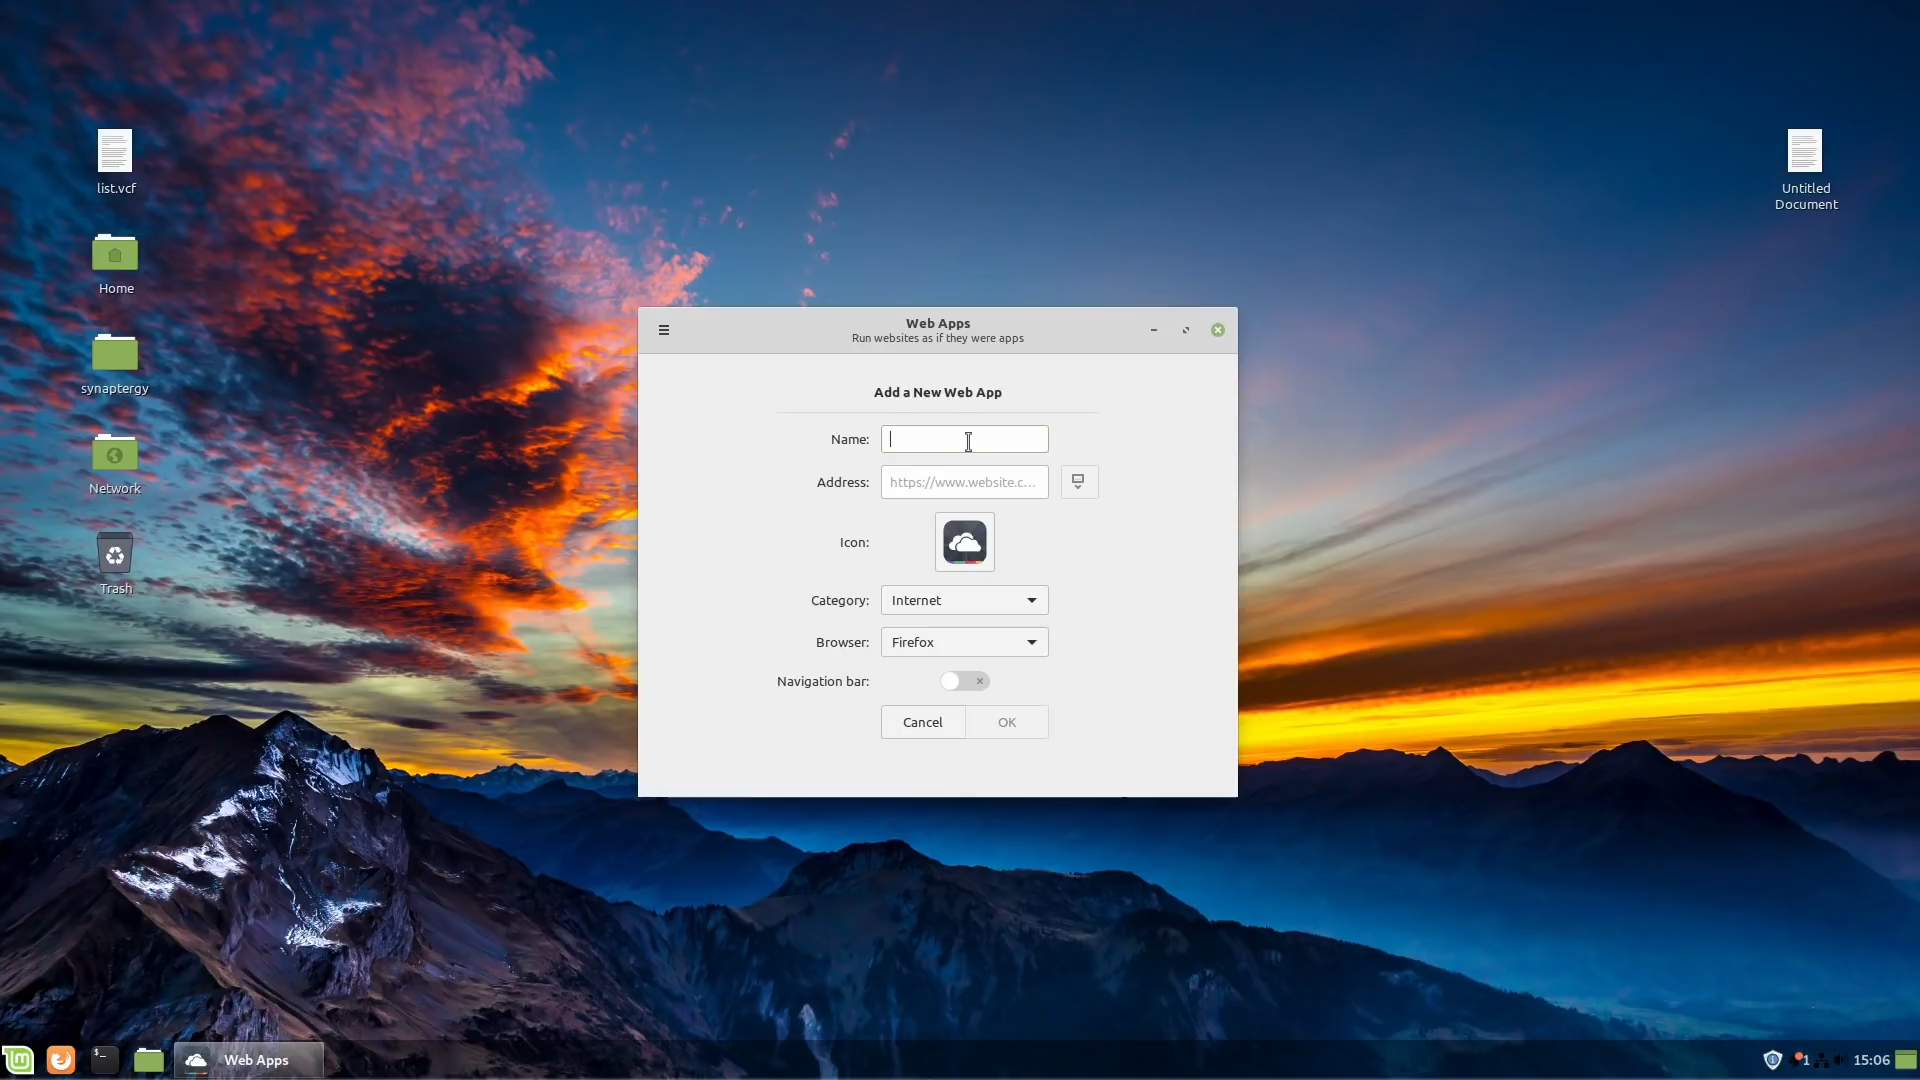 list.vcf
Home
synaptergy
Network
Trash
Untitled
Document
Web Apps
Run websites as if they were apps
Add a New Web App
Name:
Address: https://www.website.c...
Icon:
Category: Internet
Browser: Firefox
Navigation bar:
Cancel OK
Web Apps
1 15:06